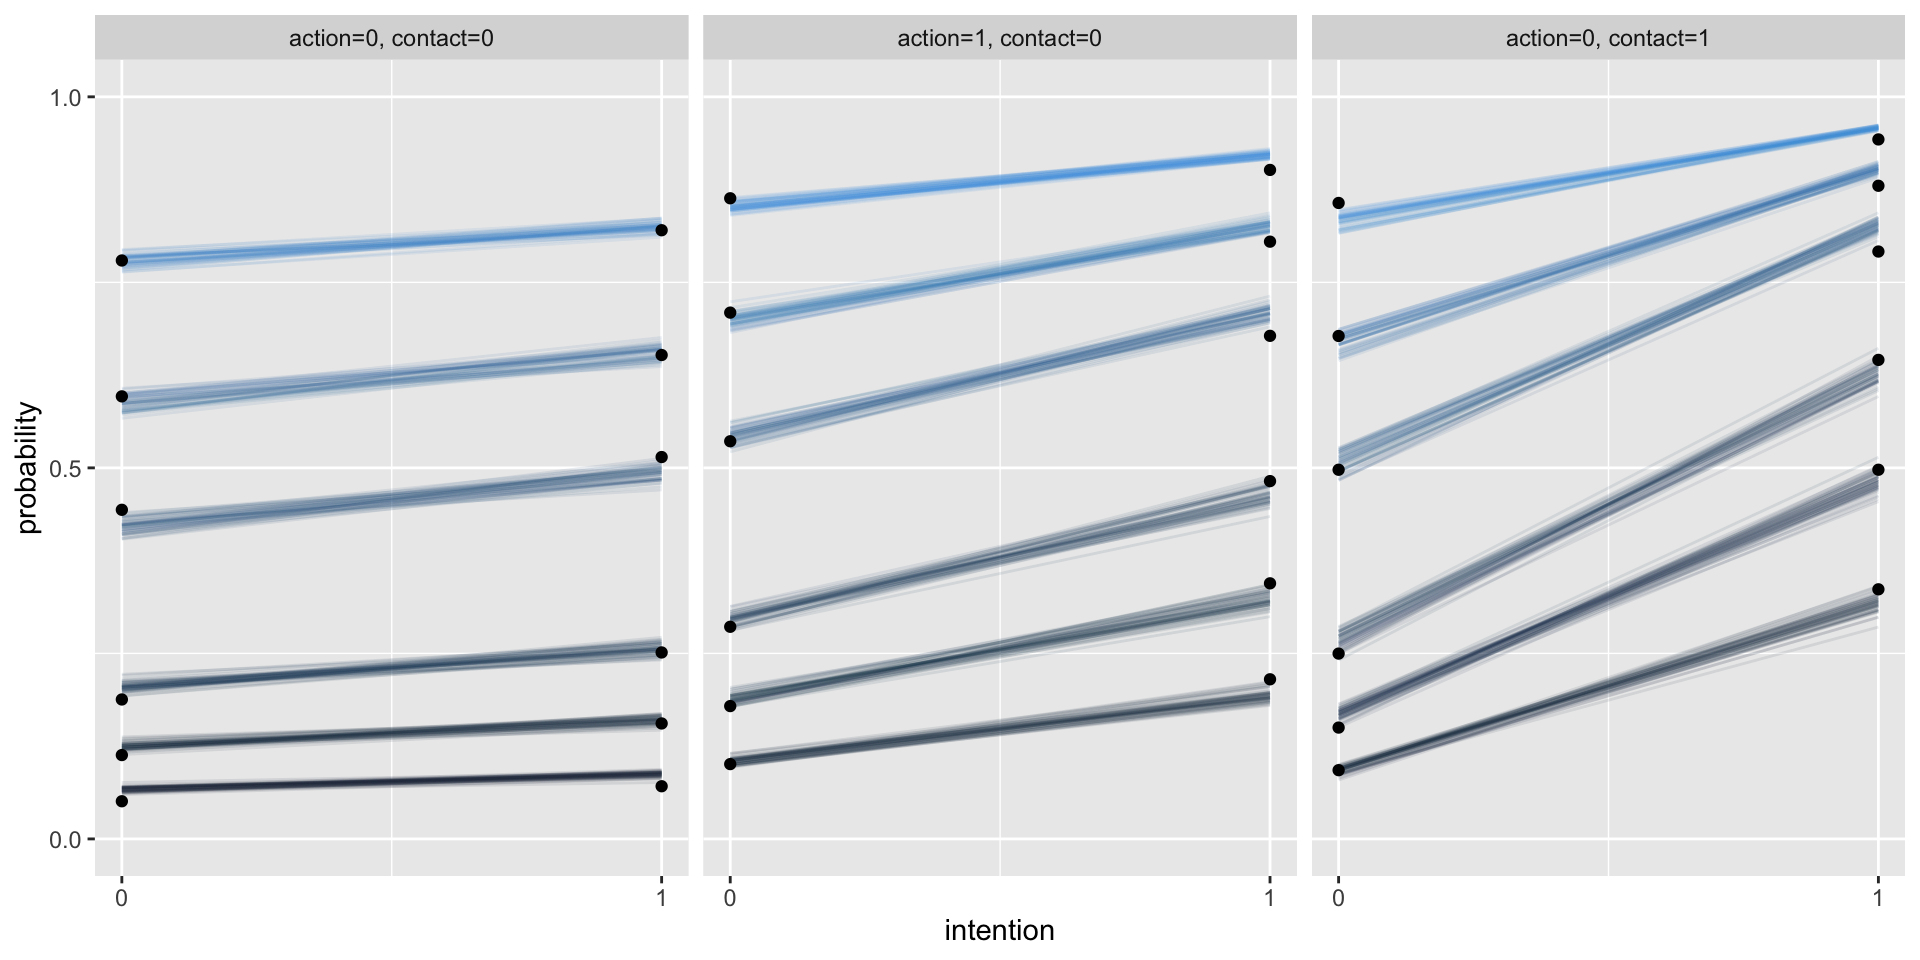 action=0, contact=0
action=1, contact=0
action=0, contact=1
1.0
0.5
0.0
probability
0 1 0 1 0 1
intention